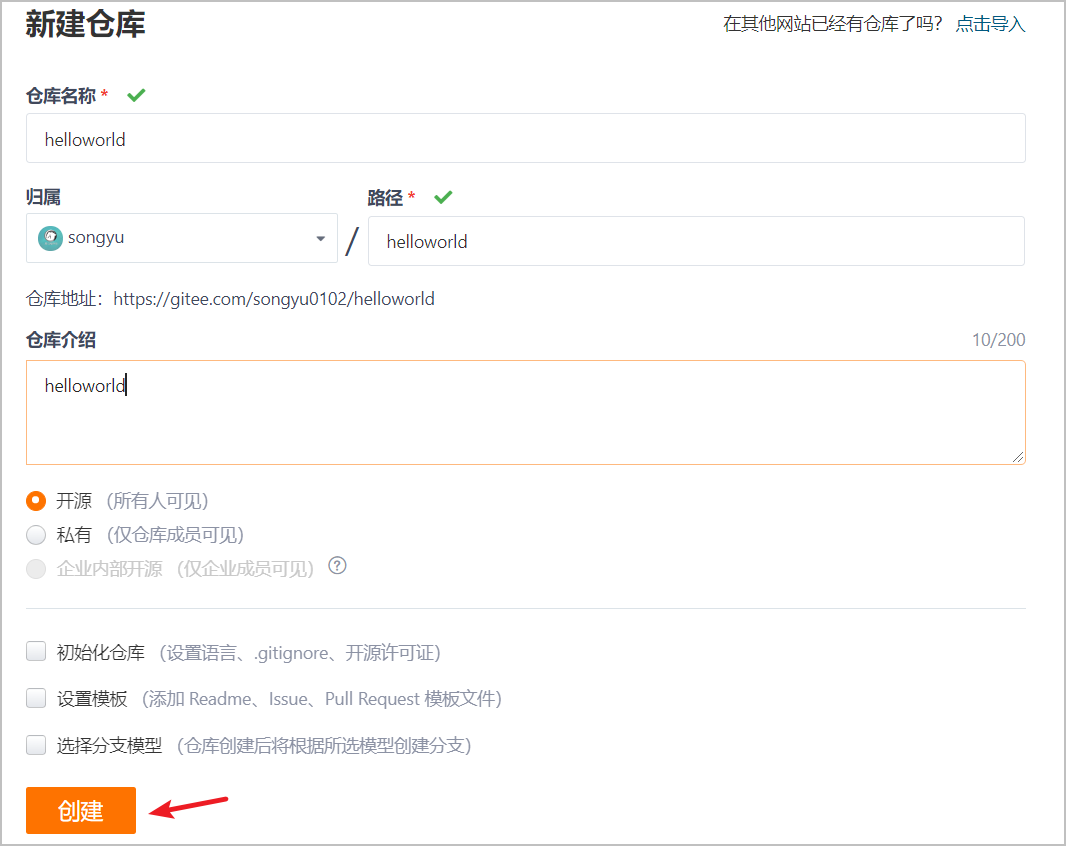 新建仓库 在其他网站已经有仓库了吗? 点击导入
仓库名称 *
helloworld
归属 路径 *
songyu / helloworld
仓库地址：https://gitee.com/songyu0102/helloworld
仓库介绍 10/200
helloworld
开源 (所有人可见)
私有 (仅仓库成员可见)
企业内部开源 (仅企业成员可见) ?
初始化仓库 (设置语言、.gitignore、开源许可证)
设置模板 (添加 Readme、Issue、Pull Request 模板文件)
选择分支模型 (仓库创建后将根据所选模型创建分支)
创建